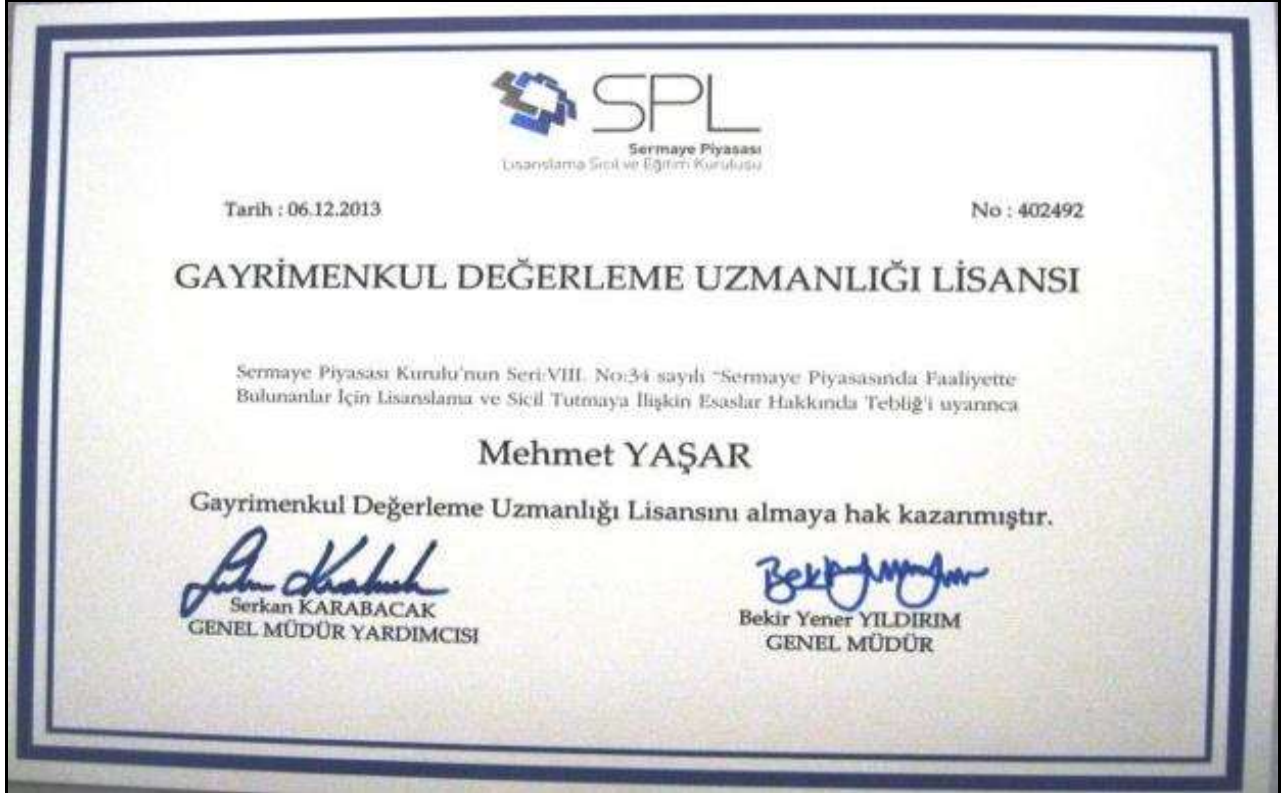 SPL
Sermaye Piyasası
Lisanslama Sicil ve Eğitim Kuruluşu
Tarih : 06.12.2013
No : 402492
GAYRİMENKUL DEĞERLEME UZMANLIĞI LİSANSI
Sermaye Piyasası Kurulu'nun Seri:VIII. No:34 sayılı "Sermaye Piyasasında Faaliyette
Bulunanlar İçin Lisanslama ve Sicil Tutmaya İlişkin Esaslar Hakkında Tebliğ'i uyarınca
Mehmet YAŞAR
Gayrimenkul Değerleme Uzmanlığı Lisansını almaya hak kazanmıştır.
Serkan KARABACAK
GENEL MÜDÜR YARDIMCISI
Bekir Yener YILDIRIM
GENEL MÜDÜR